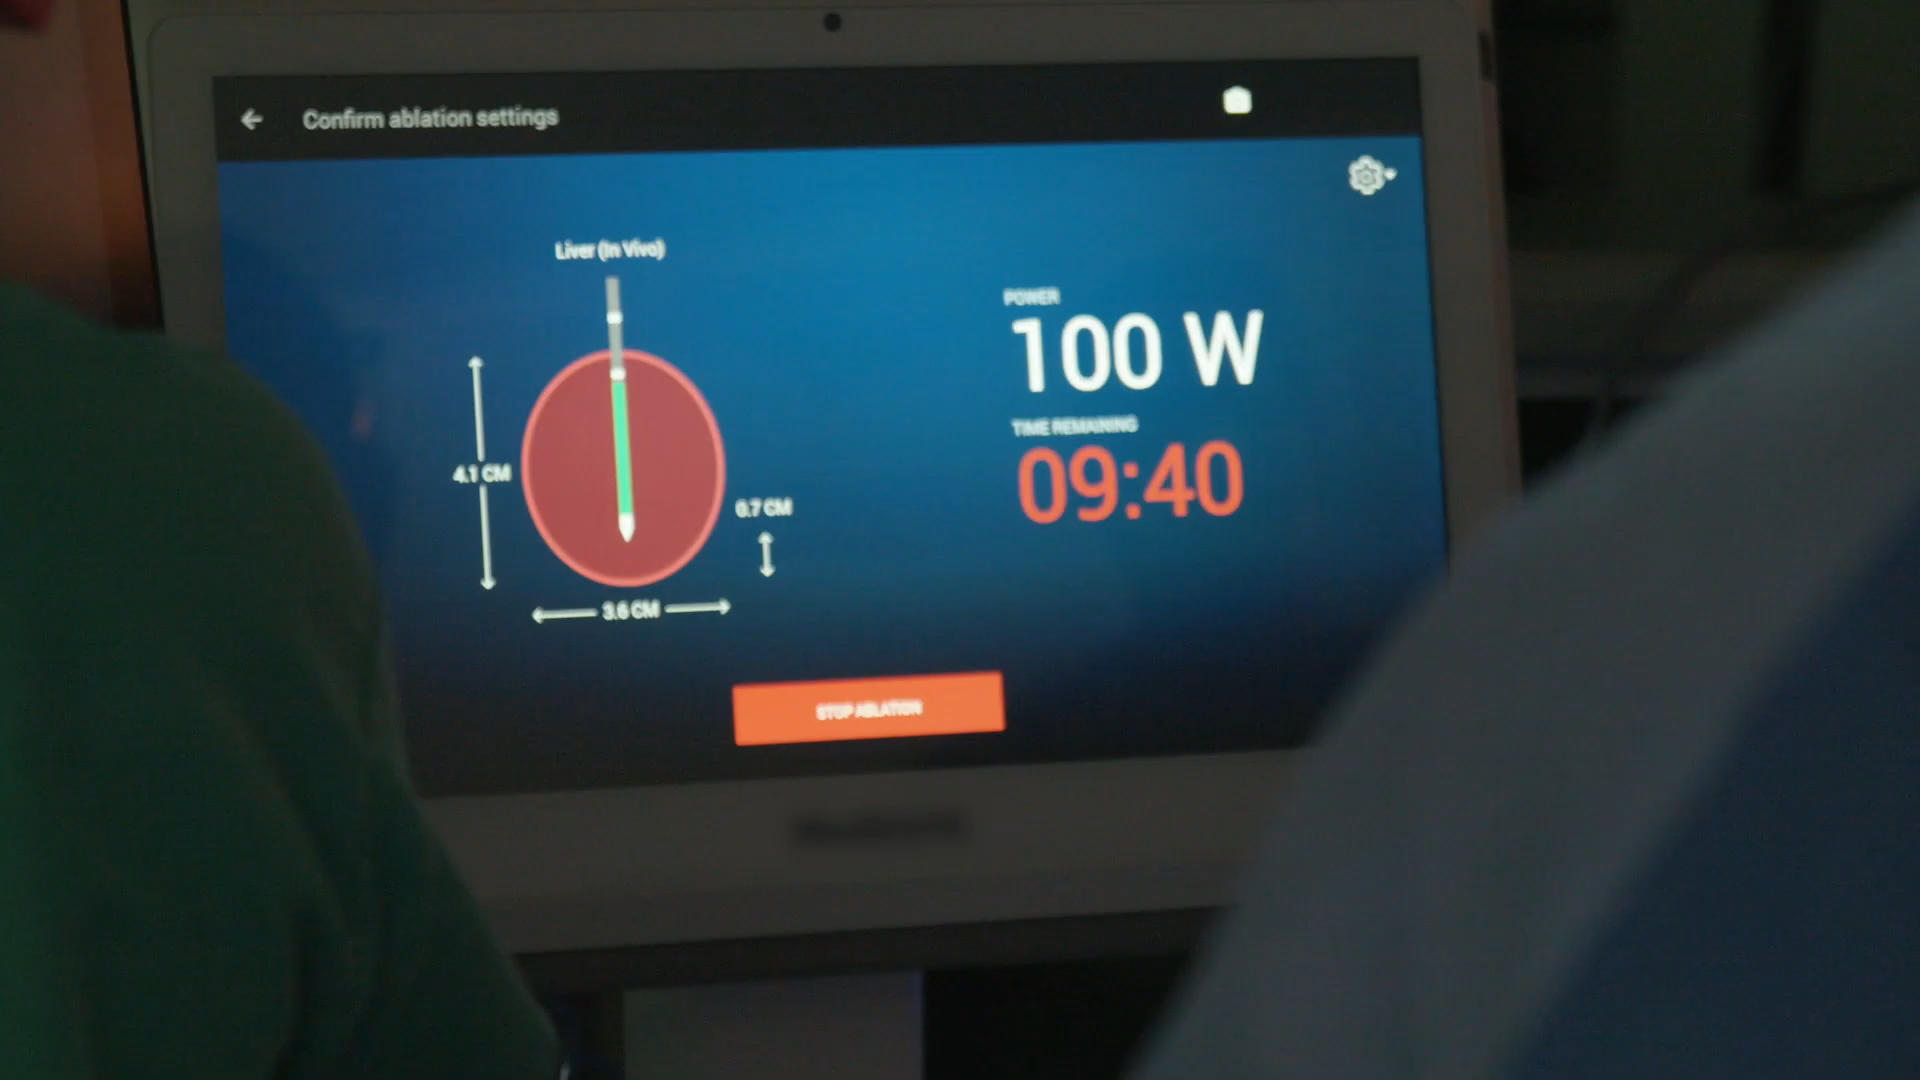 Confirm ablation settings
Liver (In Vivo)
POWER
100 W
TIME REMAINING
09:40
4.1 CM
0.7 CM
3.6 CM
STOP ABLATION